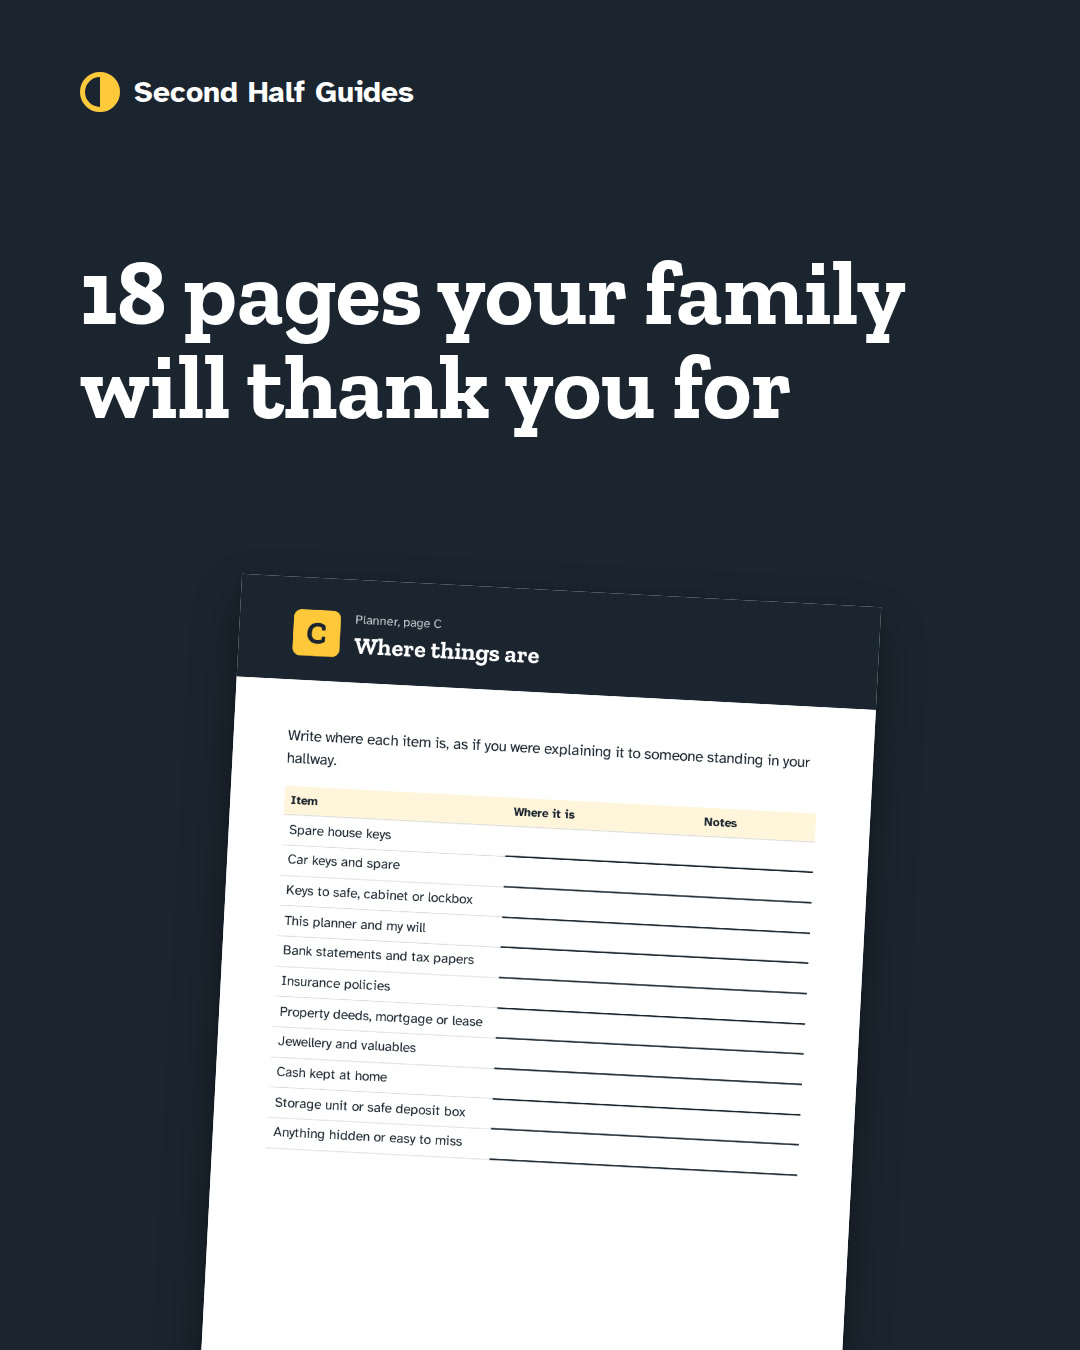 Second Half Guides
18 pages your family
will thank you for
C
Planner, page C
Where things are
Write where each item is, as if you were explaining it to someone standing in your
hallway.
Item Where it is Notes
Spare house keys
Car keys and spare
Keys to safe, cabinet or lockbox
This planner and my will
Bank statements and tax papers
Insurance policies
Property deeds, mortgage or lease
Jewellery and valuables
Cash kept at home
Storage unit or safe deposit box
Anything hidden or easy to miss